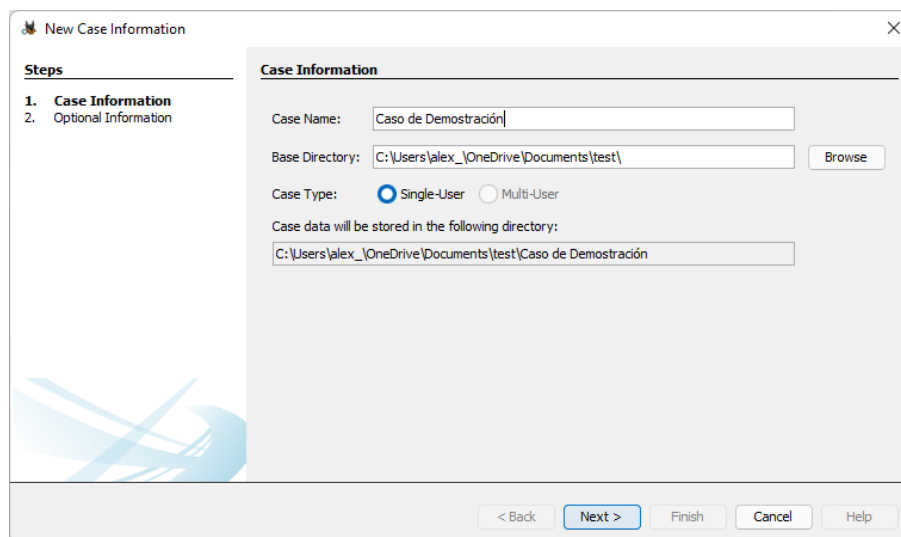 New Case Information
Steps
1. Case Information
2. Optional Information
Case Information
Case Name: Caso de Demostración
Base Directory: C:\Users\alex_\OneDrive\Documents\test\ Browse
Case Type: Single-User Multi-User
Case data will be stored in the following directory:
C:\Users\alex_\OneDrive\Documents\test\Caso de Demostración
< Back Next > Finish Cancel Help